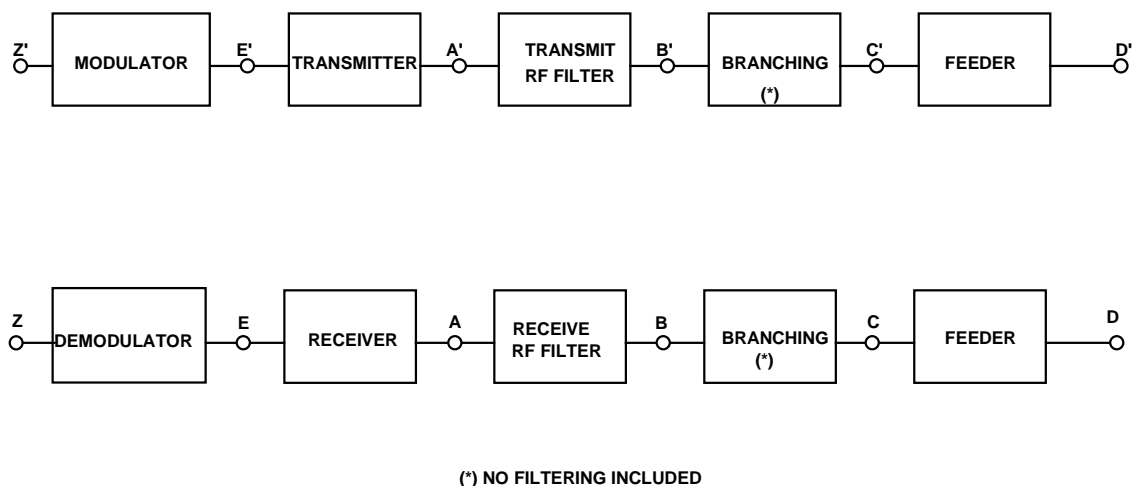 Z' E' A' B' C' D'
MODULATOR TRANSMITTER TRANSMIT BRANCHING FEEDER
RF FILTER
(*)
Z E A B C D
DEMODULATOR RECEIVER RECEIVE BRANCHING FEEDER
RF FILTER
(*)
(*) NO FILTERING INCLUDED